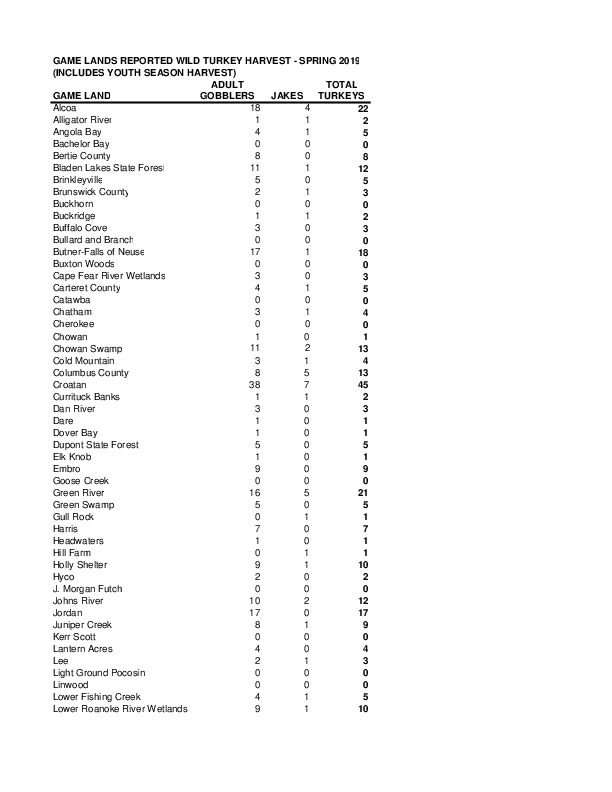 GAME LANDS REPORTED WILD TURKEY HARVEST - SPRING 2019
(INCLUDES YOUTH SEASON HARVEST)
ADULT TOTAL
GAME LAND GOBBLERS JAKES TURKEYS
Alcoa 18 4 22
Alligator River 1 1 2
Angola Bay 4 1 5
Bachelor Bay 0 0 0
Bertie County 8 0 8
Bladen Lakes State Forest 11 1 12
Brinkleyville 5 0 5
Brunswick County 2 1 3
Buckhorn 0 0 0
Buckridge 1 1 2
Buffalo Cove 3 0 3
Bullard and Branch 0 0 0
Butner-Falls of Neuse 17 1 18
Buxton Woods 0 0 0
Cape Fear River Wetlands 3 0 3
Carteret County 4 1 5
Catawba 0 0 0
Chatham 3 1 4
Cherokee 0 0 0
Chowan 1 0 1
Chowan Swamp 11 2 13
Cold Mountain 3 1 4
Columbus County 8 5 13
Croatan 38 7 45
Currituck Banks 1 1 2
Dan River 3 0 3
Dare 1 0 1
Dover Bay 1 0 1
Dupont State Forest 5 0 5
Elk Knob 1 0 1
Embro 9 0 9
Goose Creek 0 0 0
Green River 16 5 21
Green Swamp 5 0 5
Gull Rock 0 1 1
Harris 7 0 7
Headwaters 1 0 1
Hill Farm 0 1 1
Holly Shelter 9 1 10
Hyco 2 0 2
J. Morgan Futch 0 0 0
Johns River 10 2 12
Jordan 17 0 17
Juniper Creek 8 1 9
Kerr Scott 0 0 0
Lantern Acres 4 0 4
Lee 2 1 3
Light Ground Pocosin 0 0 0
Linwood 0 0 0
Lower Fishing Creek 4 1 5
Lower Roanoke River Wetlands 9 1 10